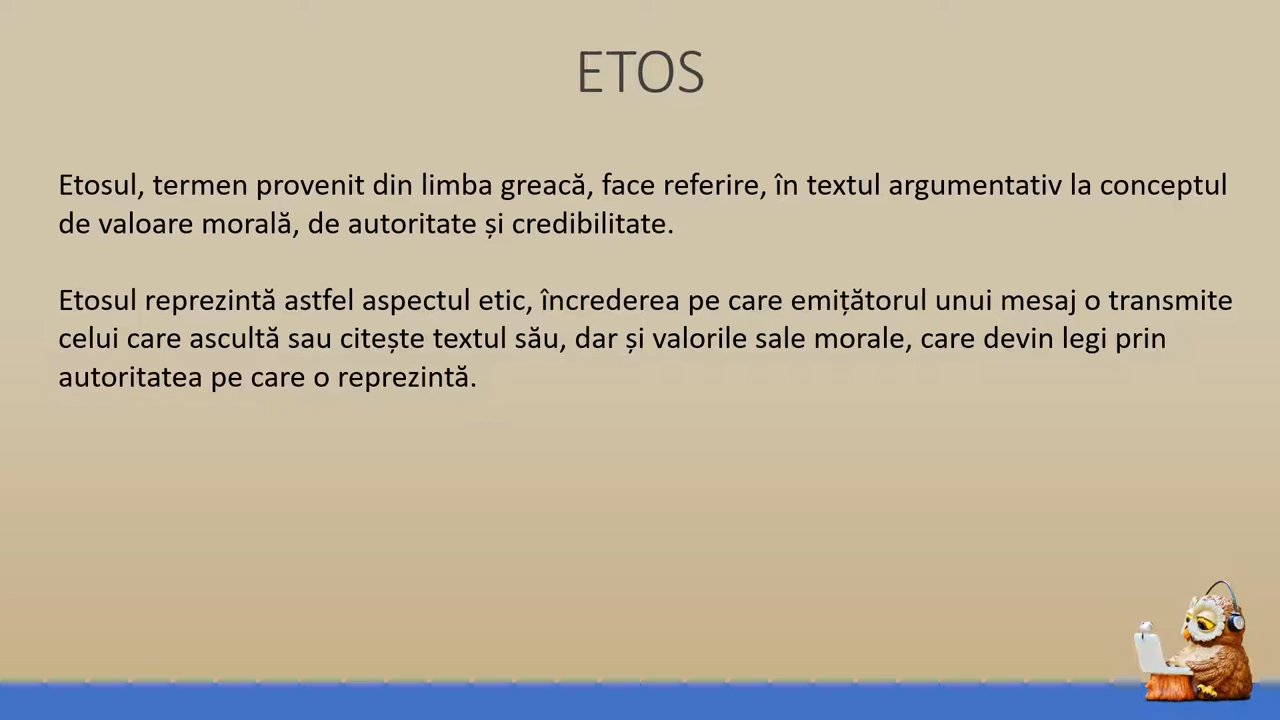 ETOS
Etosul, termen provenit din limba greacă, face referire, în textul argumentativ la conceptul
de valoare morală, de autoritate și credibilitate.
Etosul reprezintă astfel aspectul etic, încrederea pe care emițătorul unui mesaj o transmite
celui care ascultă sau citește textul său, dar și valorile sale morale, care devin legi prin
autoritatea pe care o reprezintă.